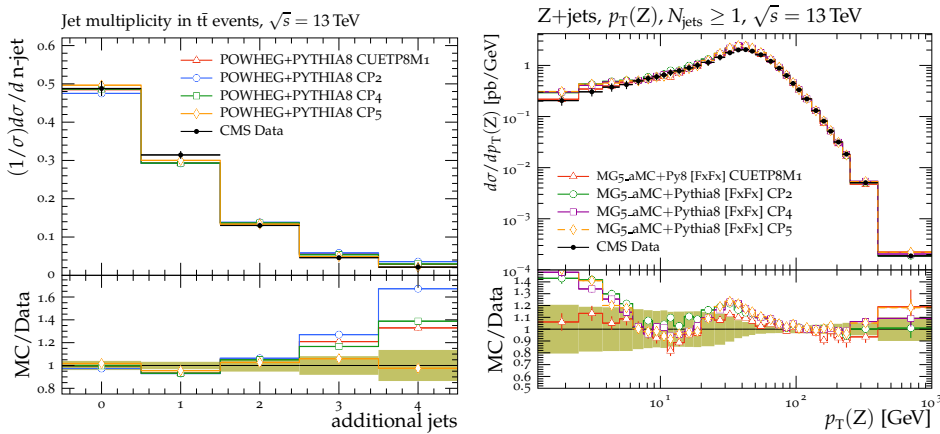 Jet multiplicity in tt̄ events, √s = 13 TeV
(1/σ)dσ/d n-jet
0.6
0.5
0.4
0.3
0.2
0.1
0
POWHEG+PYTHIA8 CUETP8M1
POWHEG+PYTHIA8 CP2
POWHEG+PYTHIA8 CP4
POWHEG+PYTHIA8 CP5
CMS Data
MC/Data
1.6
1.4
1.2
1.0
0.8
0 1 2 3 4
additional jets
Z+jets, pT(Z), Njets ≥ 1, √s = 13 TeV
dσ/dpT(Z) [pb/GeV]
1
10⁻¹
10⁻²
10⁻³
10⁻⁴
MG5_aMC+Py8 [FxFx] CUETP8M1
MG5_aMC+Pythia8 [FxFx] CP2
MG5_aMC+Pythia8 [FxFx] CP4
MG5_aMC+Pythia8 [FxFx] CP5
CMS Data
MC/Data
1.4
1.3
1.2
1.1
1
0.9
0.8
0.7
0.6
0.5
10¹ 10² 10³
pT(Z) [GeV]